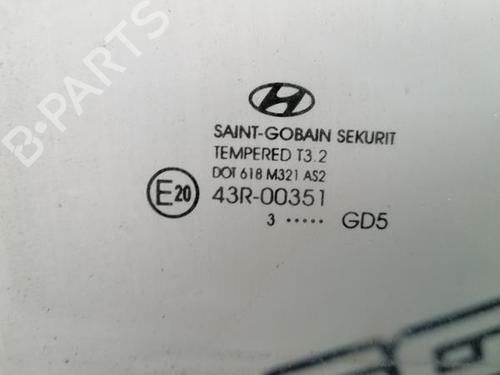 B-PARTS
SAINT-GOBAIN SEKURIT
TEMPERED T3.2
DOT 618 M321 AS2
E20 43R-00351
3 ••••• GD5